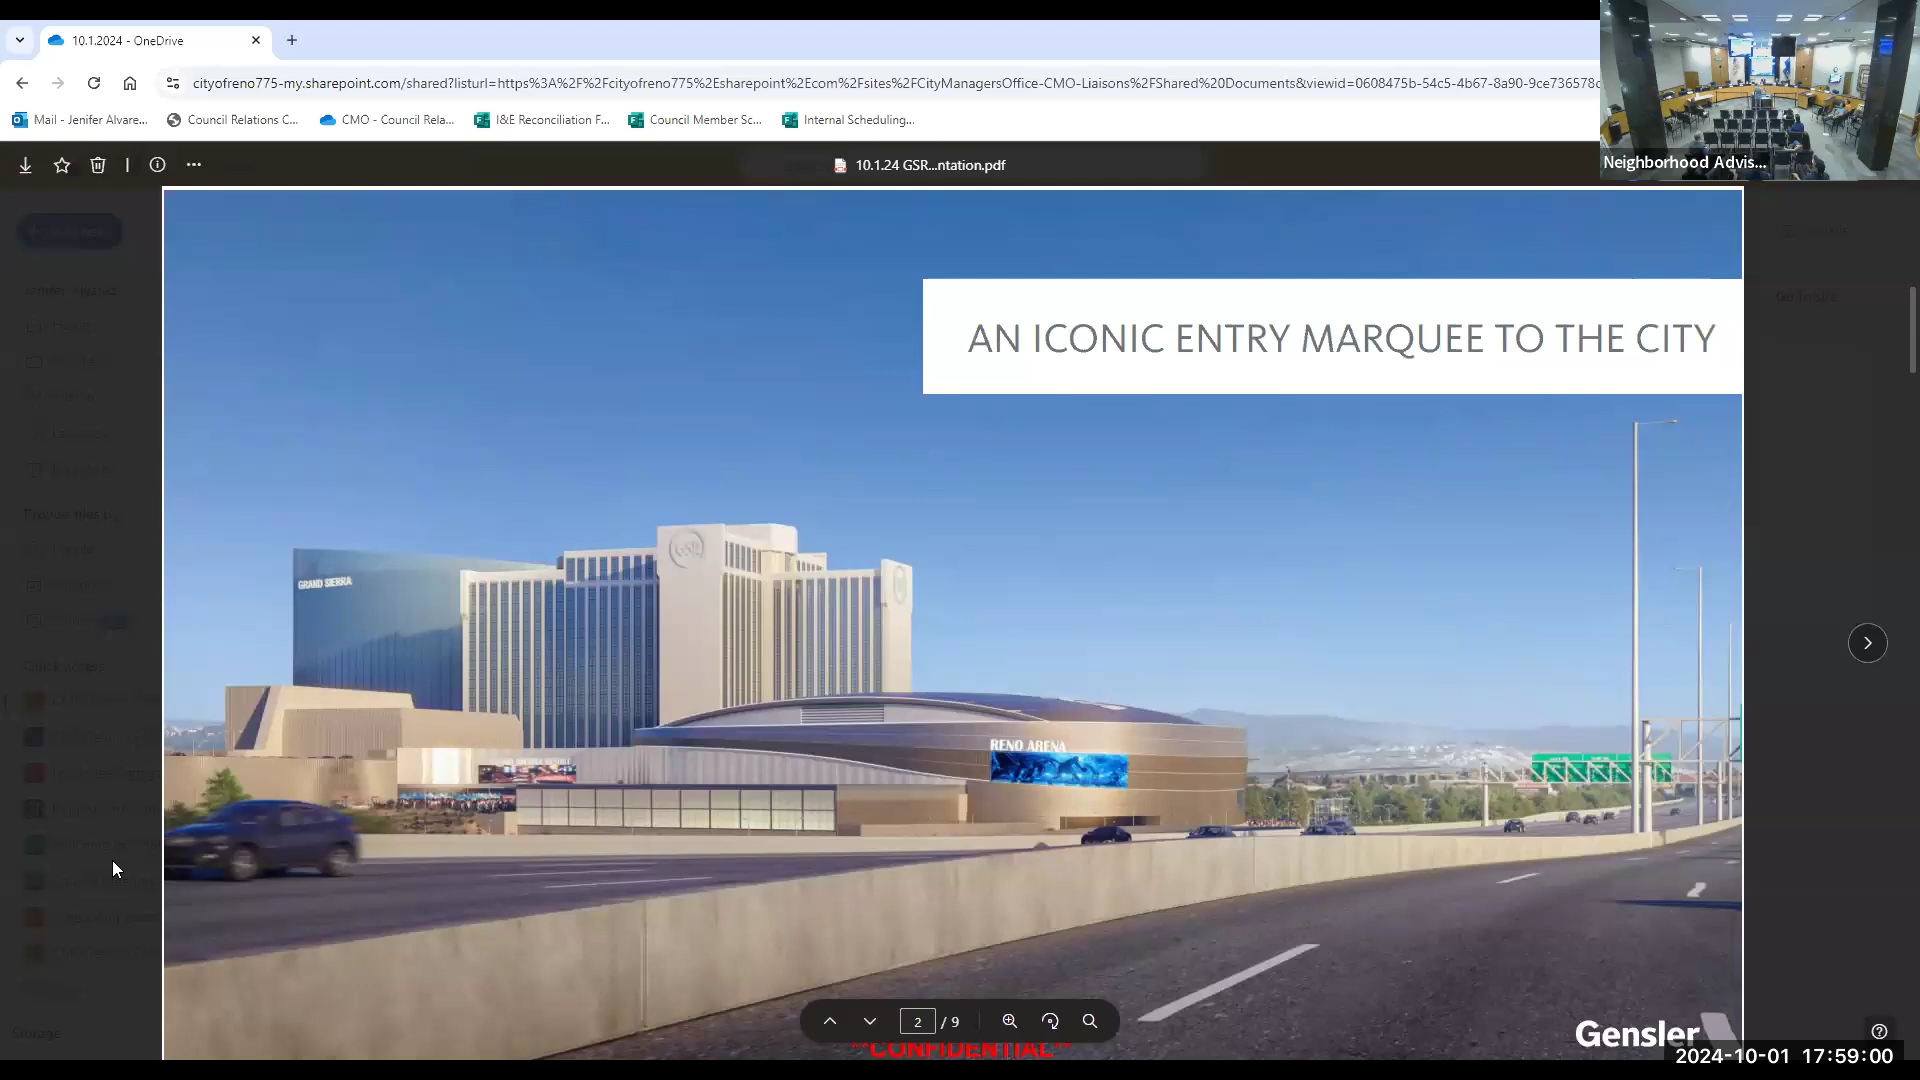 10.1.2024 - OneDrive
cityofreno775-my.sharepoint.com/shared?listurl=https%3A%2F%2Fcityofreno775%2Esharepoint%2Ecom%2Fsites%2FCityManagersOffice-CMO-Liaisons%2FShared%20Documents&viewid=0608475b-54c5-4b67-8a90-9ce736578c
Mail - Jenifer Alvare...
Council Relations C...
CMO - Council Rela...
I&E Reconciliation F...
Council Member Sc...
Internal Scheduling...
Neighborhood Advis...
10.1.24 GSR...ntation.pdf
AN ICONIC ENTRY MARQUEE TO THE CITY
GSR
GRAND SIERRA
RENO ARENA
2 / 9
**CONFIDENTIAL**
Gensler
2024-10-01 17:59:00